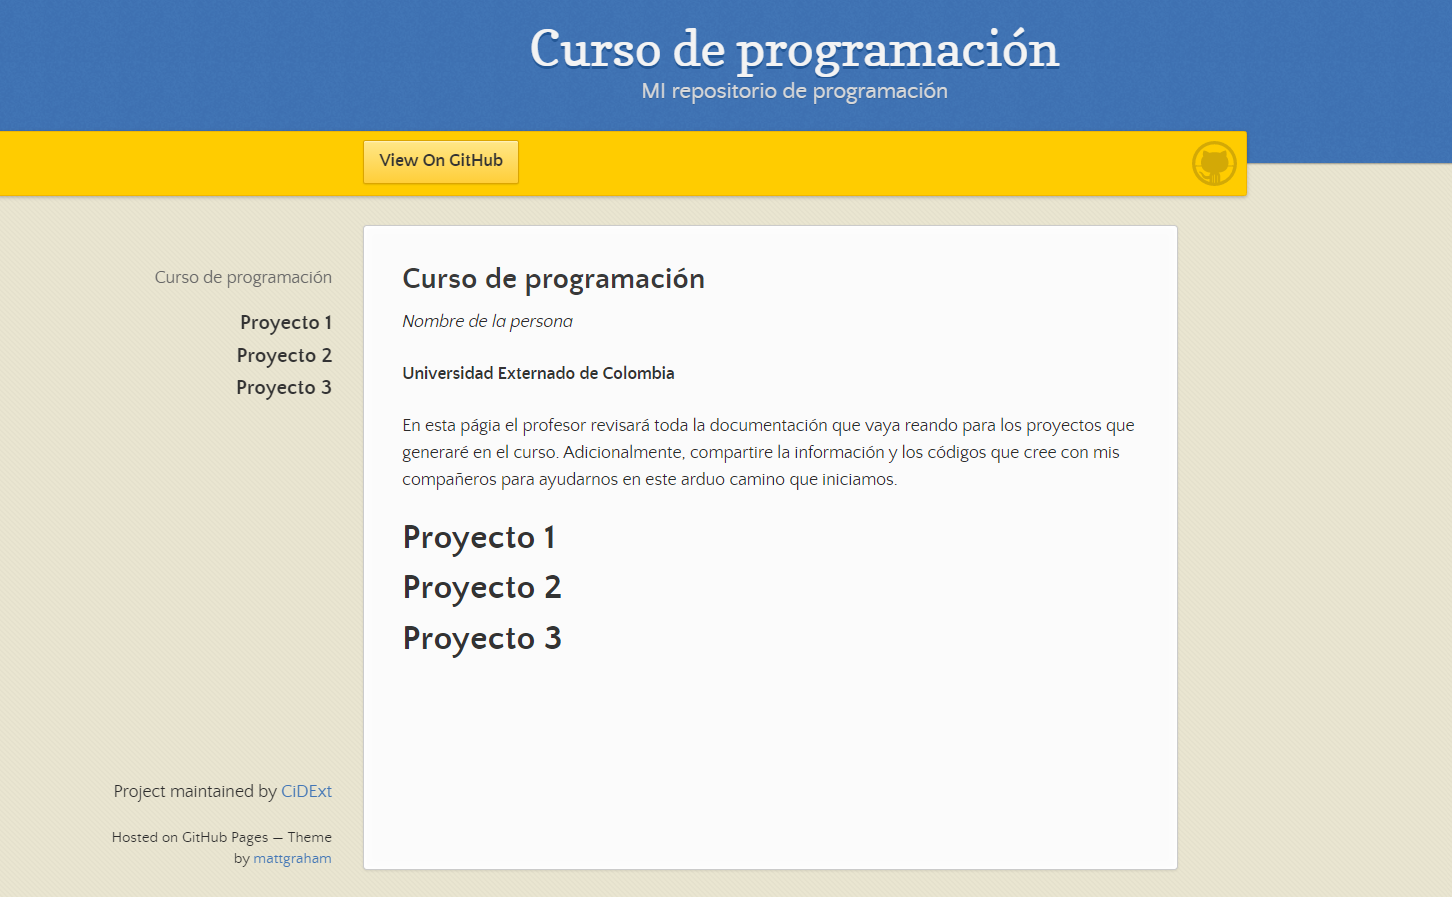 Curso de programación
MI repositorio de programación
View On GitHub
Curso de programación
Proyecto 1
Proyecto 2
Proyecto 3
Curso de programación
Nombre de la persona
Universidad Externado de Colombia
En esta págia el profesor revisará toda la documentación que vaya reando para los proyectos que
generaré en el curso. Adicionalmente, compartire la información y los códigos que cree con mis
compañeros para ayudarnos en este arduo camino que iniciamos.
Proyecto 1
Proyecto 2
Proyecto 3
Project maintained by CiDExt
Hosted on GitHub Pages — Theme
by mattgraham